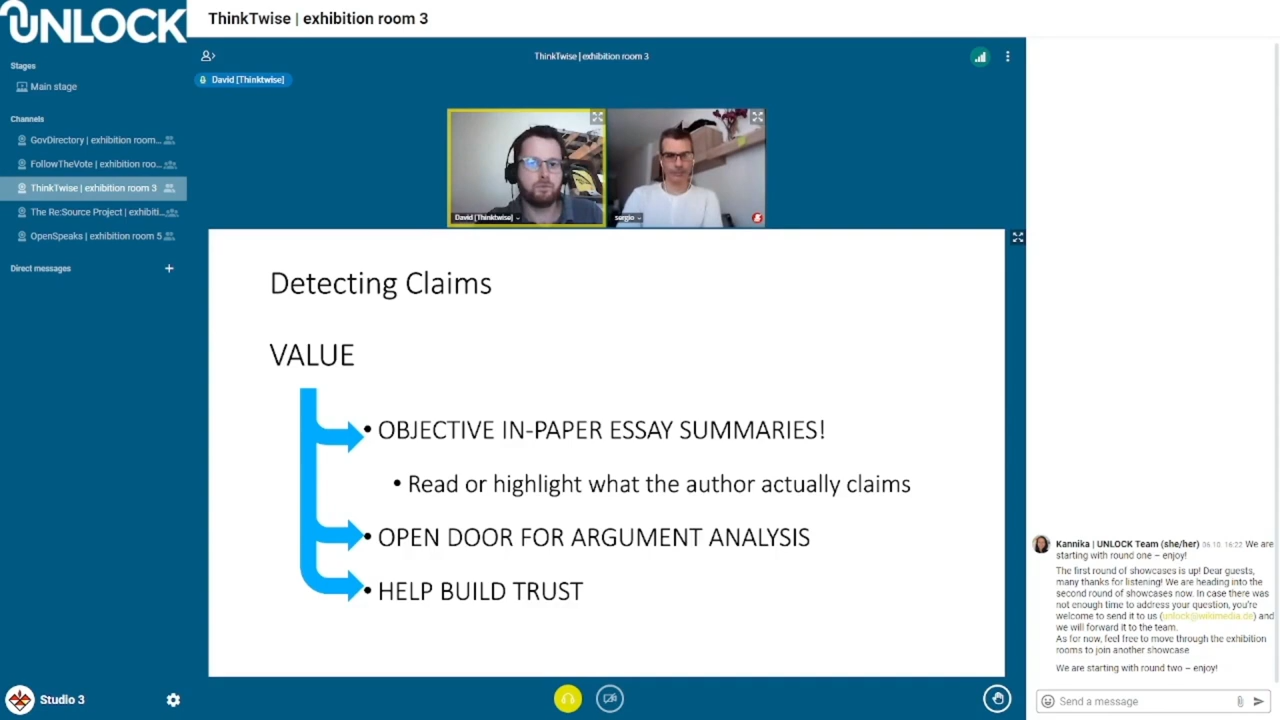 UNLOCK
ThinkTwise | exhibition room 3
Stages
Main stage
Channels
GovDirectory | exhibition room...
FollowTheVote | exhibition roo...
ThinkTwise | exhibition room 3
The Re:Source Project | exhibiti...
OpenSpeaks | exhibition room 5
Direct messages
Studio 3
ThinkTwise | exhibition room 3
David [Thinktwise]
David [Thinktwise]
sergio
Detecting Claims
VALUE
• OBJECTIVE IN-PAPER ESSAY SUMMARIES!
• Read or highlight what the author actually claims
• OPEN DOOR FOR ARGUMENT ANALYSIS
• HELP BUILD TRUST
Kannika | UNLOCK Team (she/her) 06.10. 16:22 We are
starting with round one – enjoy!
The first round of showcases is up! Dear guests,
many thanks for listening! We are heading into the
second round of showcases now. In case there was
not enough time to address your question, you're
welcome to send it to us (unlock@wikimedia.de) and
we will forward it to the team.
As for now, feel free to move through the exhibition
rooms to join another showcase
We are starting with round two – enjoy!
Send a message